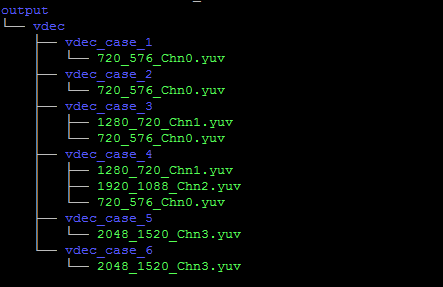 output
└── vdec
    ├── vdec_case_1
    │   └── 720_576_Chn0.yuv
    ├── vdec_case_2
    │   └── 720_576_Chn0.yuv
    ├── vdec_case_3
    │   ├── 1280_720_Chn1.yuv
    │   └── 720_576_Chn0.yuv
    ├── vdec_case_4
    │   ├── 1280_720_Chn1.yuv
    │   ├── 1920_1088_Chn2.yuv
    │   └── 720_576_Chn0.yuv
    ├── vdec_case_5
    │   └── 2048_1520_Chn3.yuv
    └── vdec_case_6
        └── 2048_1520_Chn3.yuv